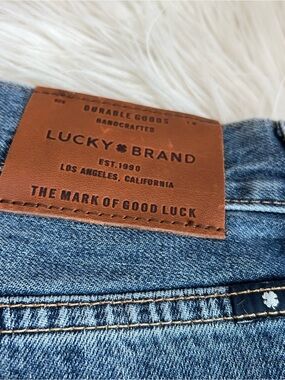 DURABLE GOODS
HANDCRAFTED
LUCKY BRAND
EST. 1990
LOS ANGELES, CALIFORNIA
THE MARK OF GOOD LUCK